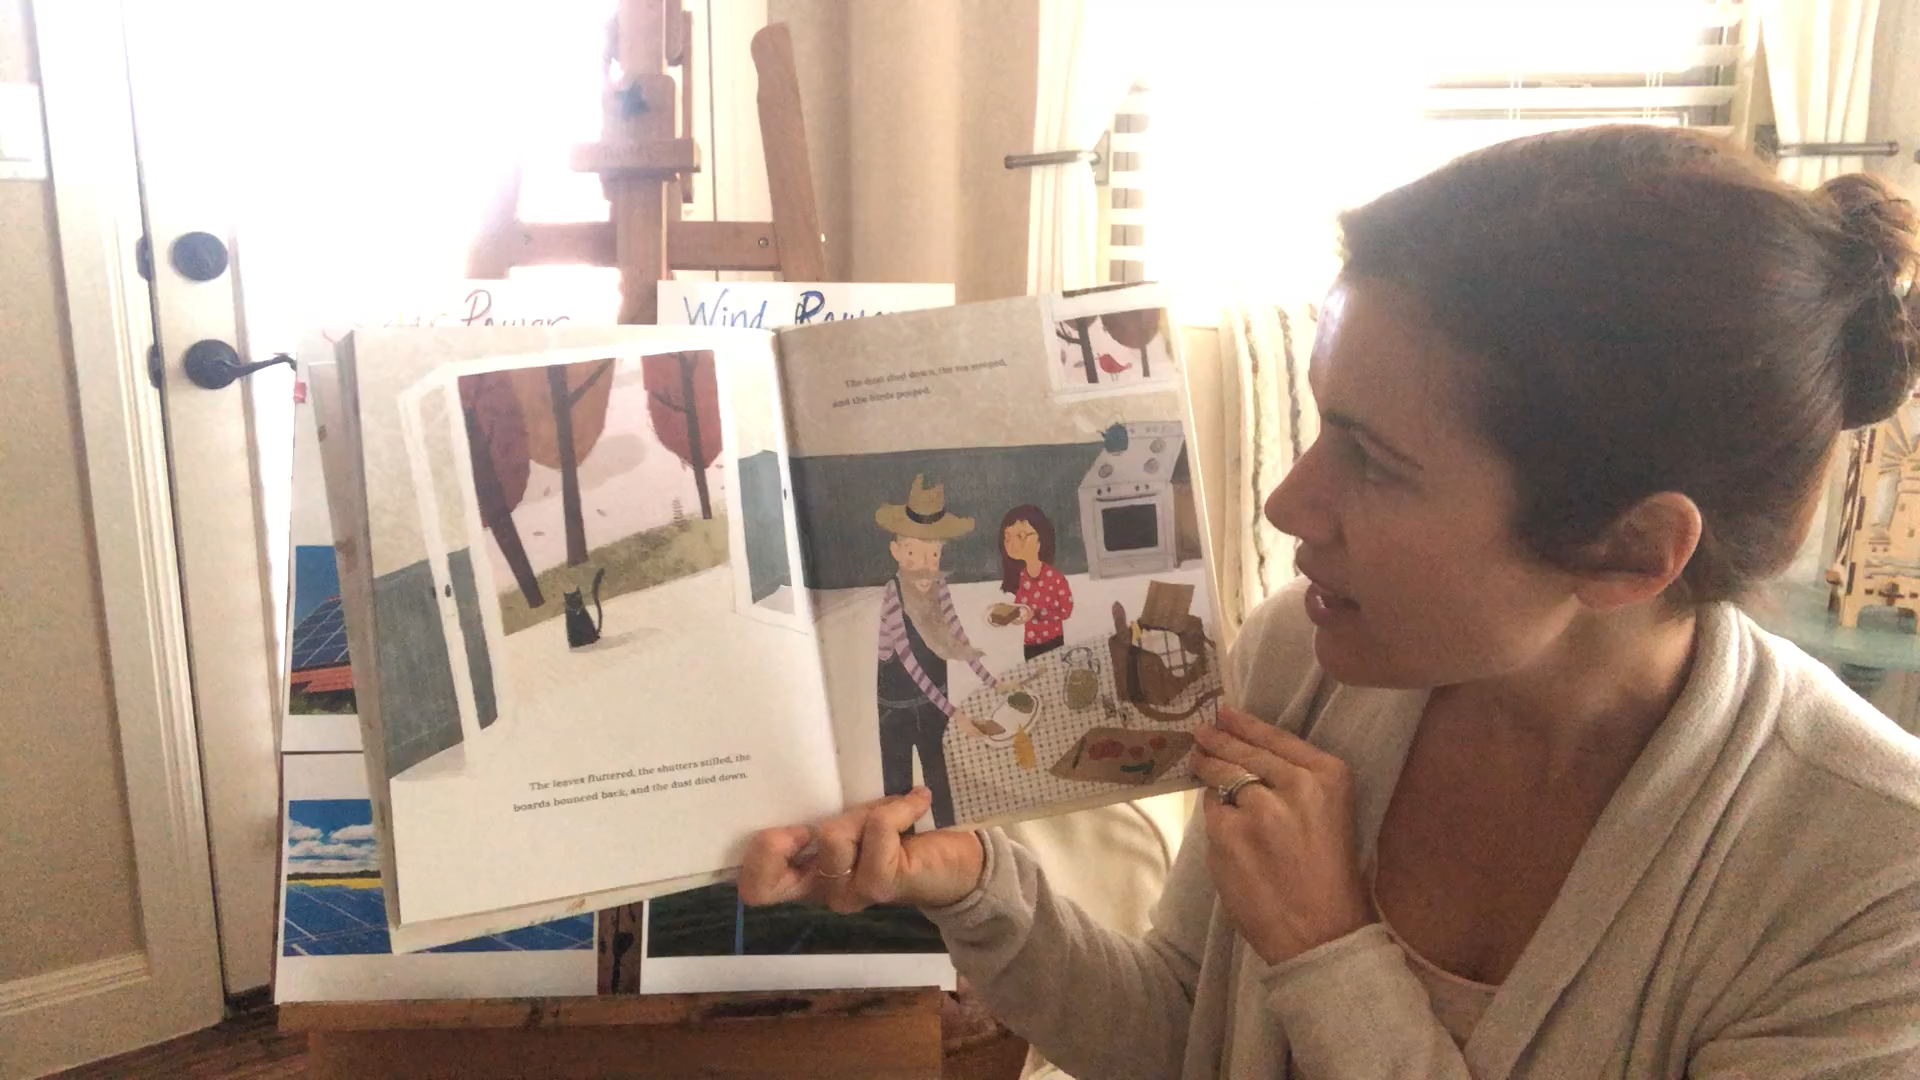 Power
Wind Power
The leaves fluttered, the shutters stilled, the
boards bounced back, and the dust died down.
The dust died down, the tea steeped,
and the birds peeped.